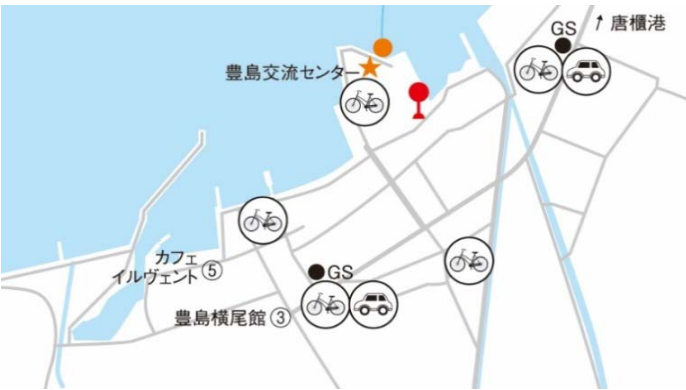 GS
↑ 唐櫃港
豊島交流センター
カフェ
イルヴェント⑤
GS
豊島横尾館③